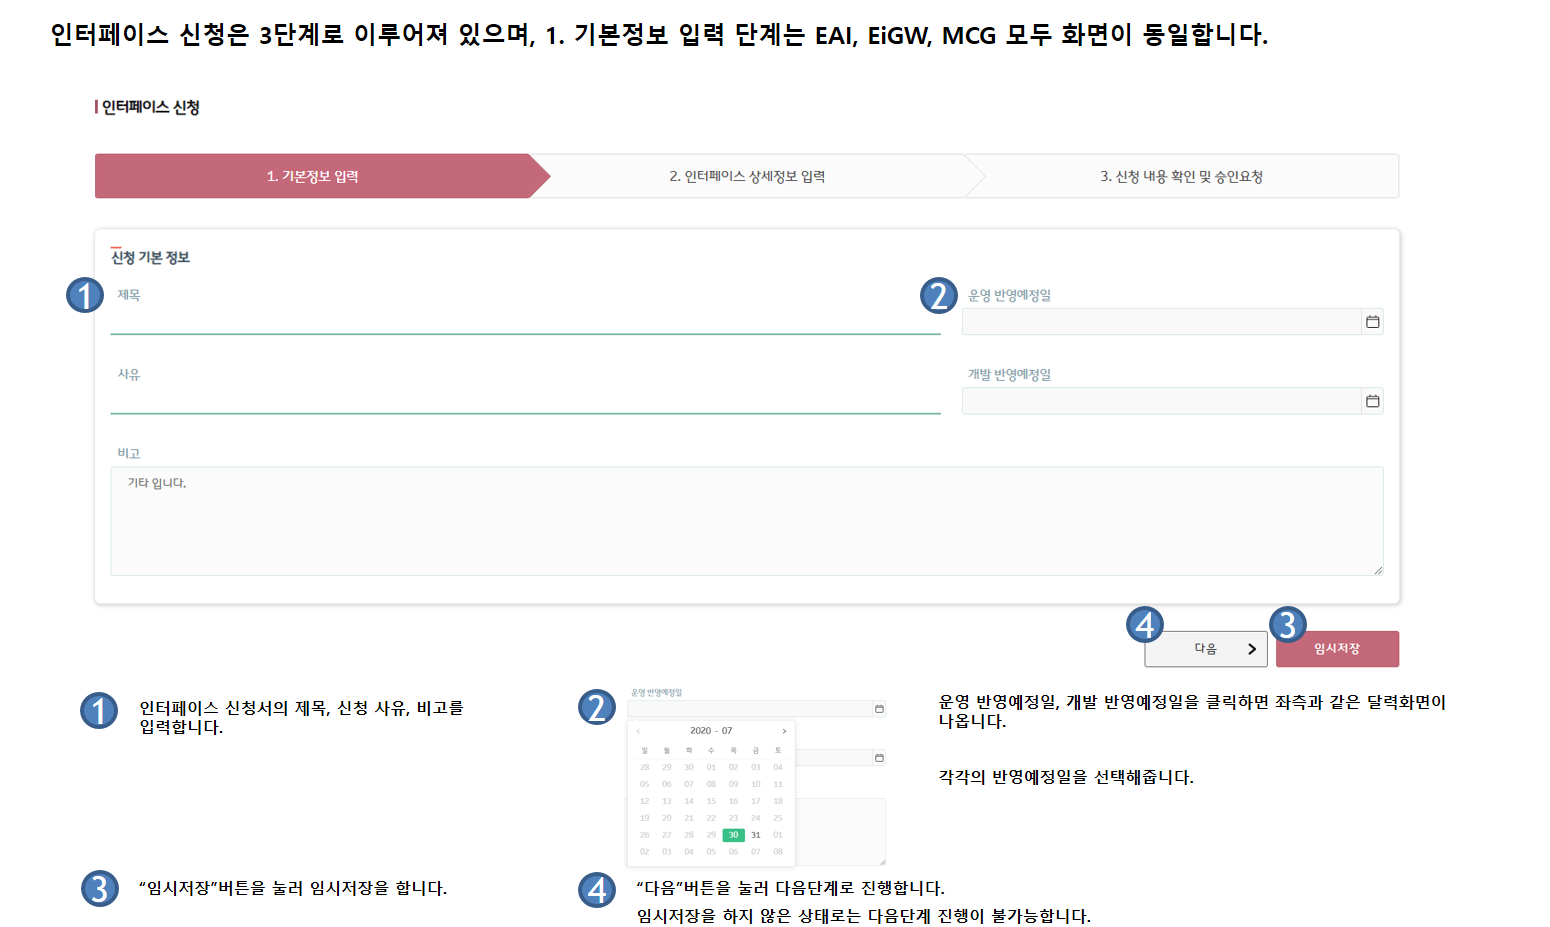 인터페이스 신청은 3단계로 이루어져 있으며, 1. 기본정보 입력 단계는 EAI, EiGW, MCG 모두 화면이 동일합니다.
인터페이스 신청
1. 기본정보 입력
2. 인터페이스 상세정보 입력
3. 신청 내용 확인 및 승인요청
신청 기본 정보
1
제목
2
운영 반영예정일
사유
개발 반영예정일
비고
기타 입니다.
4
다음
3
임시저장
1
인터페이스 신청서의 제목, 신청 사유, 비고를
입력합니다.
2
운영 반영예정일
2020 - 07
일 월 화 수 목 금 토
28 29 30 01 02 03 04
05 06 07 08 09 10 11
12 13 14 15 16 17 18
19 20 21 22 23 24 25
26 27 28 29 30 31 01
02 03 04 05 06 07 08
운영 반영예정일, 개발 반영예정일을 클릭하면 좌측과 같은 달력화면이
나옵니다.
각각의 반영예정일을 선택해줍니다.
3
“임시저장”버튼을 눌러 임시저장을 합니다.
4
“다음”버튼을 눌러 다음단계로 진행합니다.
임시저장을 하지 않은 상태로는 다음단계 진행이 불가능합니다.